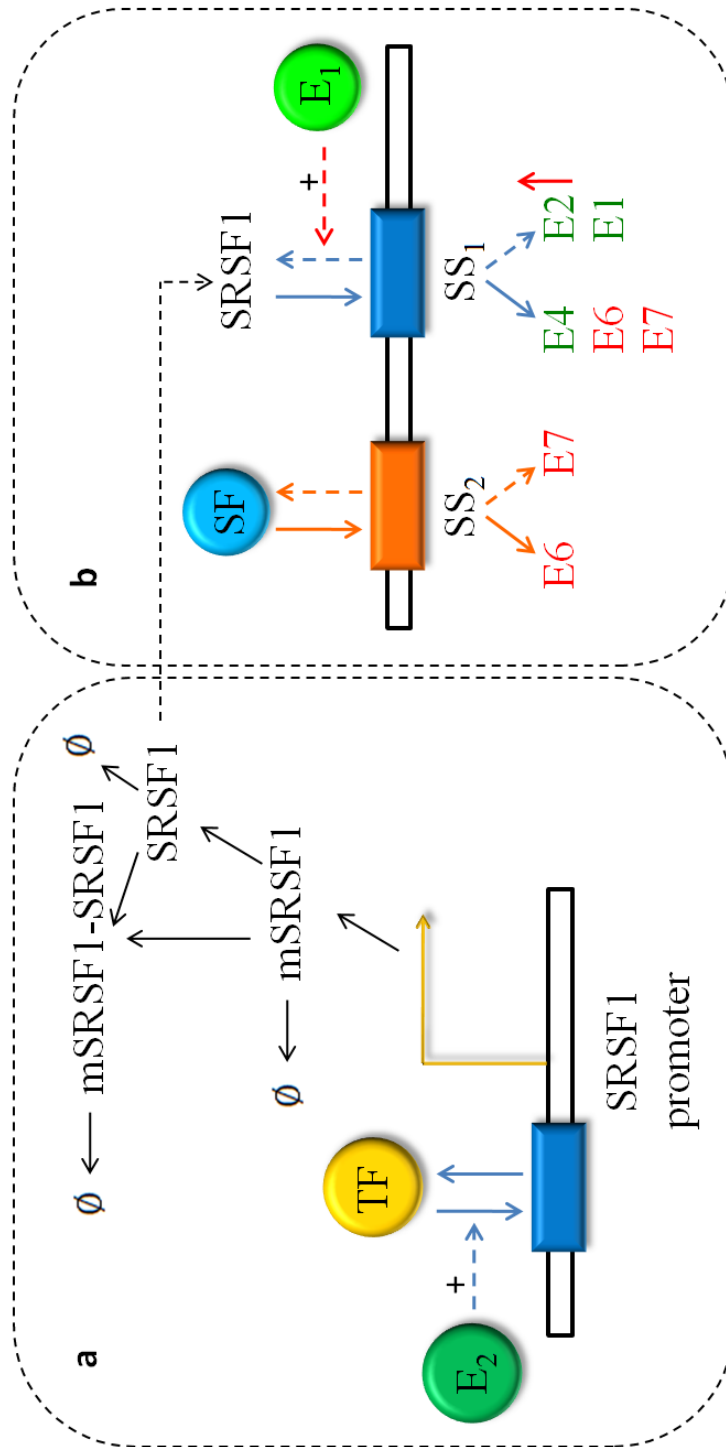 a
Ø
mSRSF1-SRSF1
Ø
SRSF1
Ø
mSRSF1
TF
E₂
+
SRSF1
promoter
b
SRSF1
SF
E₁
+
SS₂
SS₁
E6
E7
E4
E6
E7
E2
E1